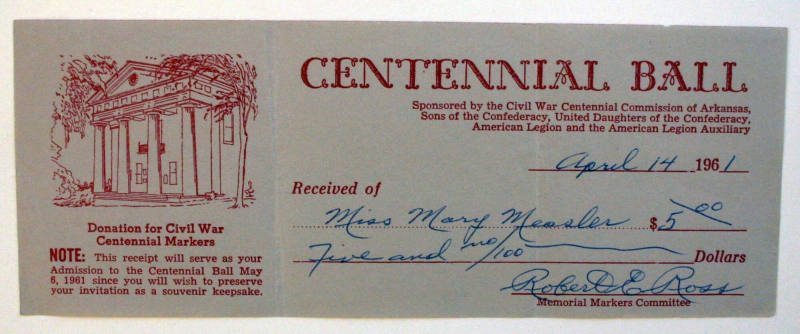 CENTENNIAL BALL
Sponsored by the Civil War Centennial Commission of Arkansas,
Sons of the Confederacy, United Daughters of the Confederacy,
American Legion and the American Legion Auxiliary
April 14 1961
Received of
Miss Mary Measler $5.00
Five and no/100 Dollars
Robert E. Ross
Memorial Markers Committee
Donation for Civil War
Centennial Markers
NOTE: This receipt will serve as your
Admission to the Centennial Ball May
6, 1961 since you will wish to preserve
your invitation as a souvenir keepsake.